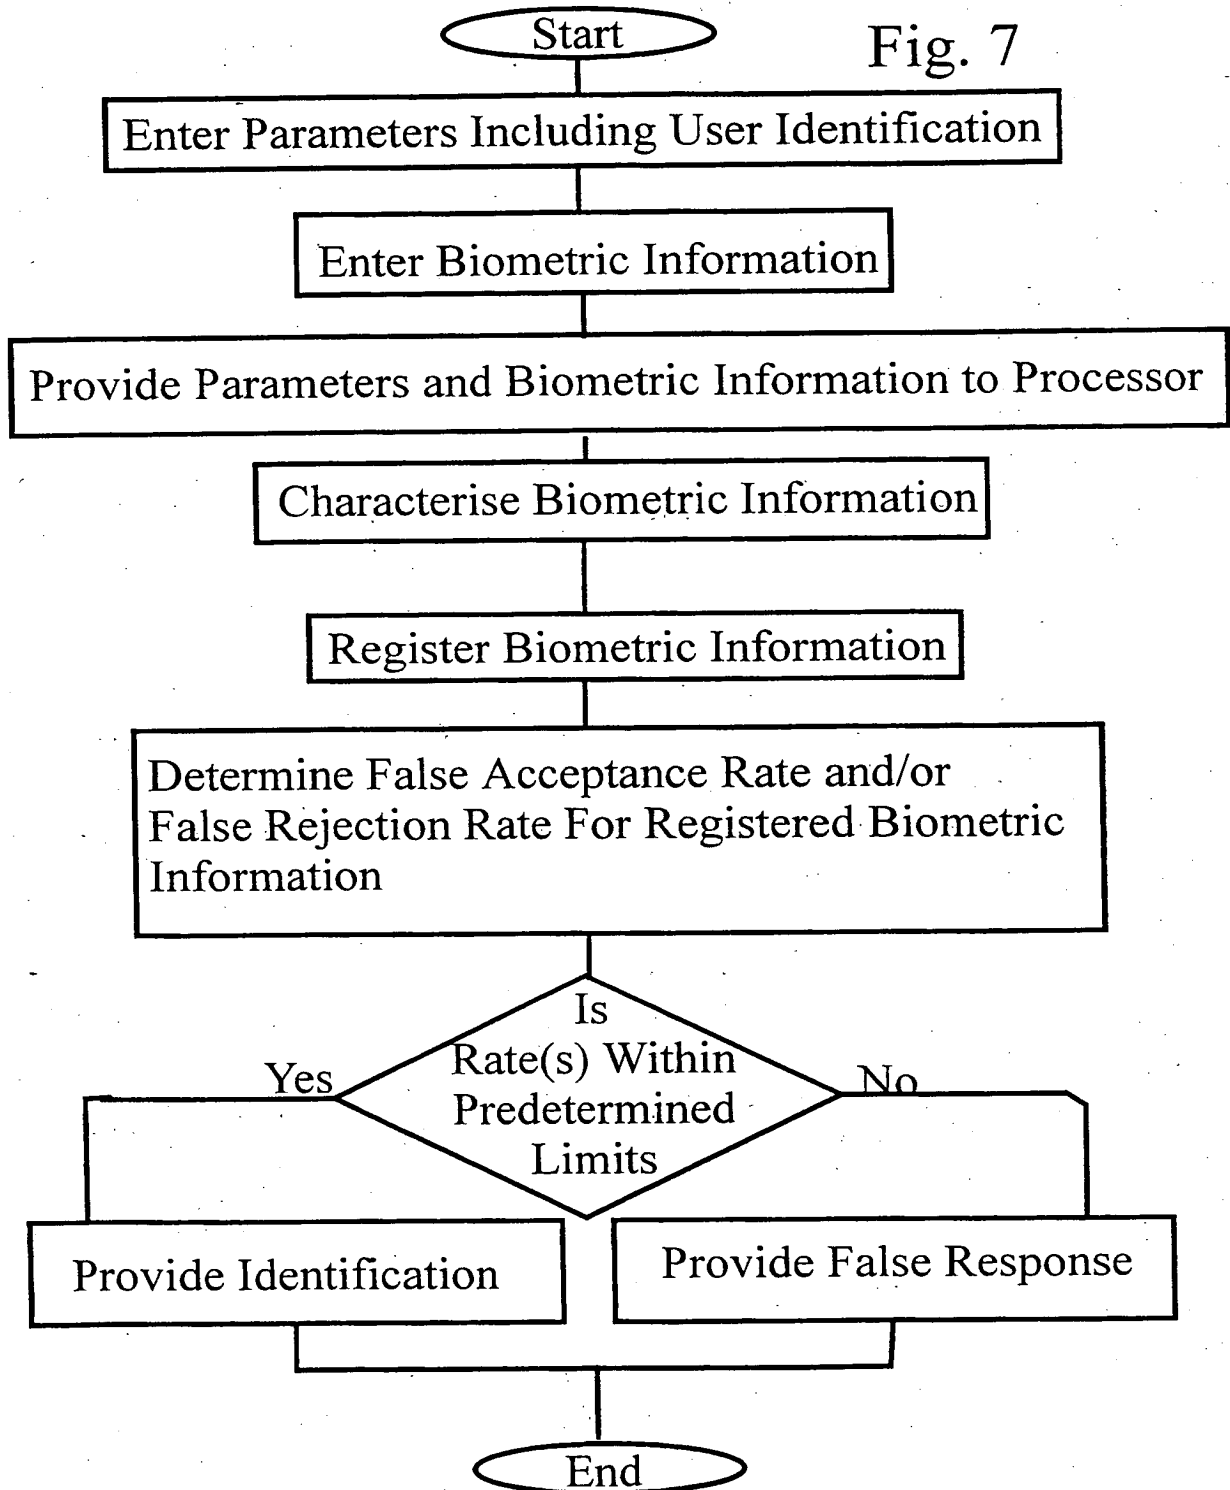 Start
Fig. 7
Enter Parameters Including User Identification
Enter Biometric Information
Provide Parameters and Biometric Information to Processor
Characterise Biometric Information
Register Biometric Information
Determine False Acceptance Rate and/or
False Rejection Rate For Registered Biometric
Information
Is
Rate(s) Within
Predetermined
Limits
Yes
No
Provide Identification
Provide False Response
End